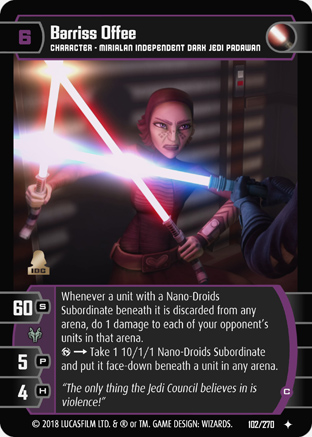 6
Barriss Offee
CHARACTER - MIRIALAN INDEPENDENT DARK JEDI PADAWAN
IDC
60 S
Whenever a unit with a Nano-Droids
Subordinate beneath it is discarded from any
arena, do 1 damage to each of your opponent's
units in that arena.
5 P
→ Take 1 10/1/1 Nano-Droids Subordinate
and put it face-down beneath a unit in any arena.
4 H
"The only thing the Jedi Council believes in is
violence!"
C
© 2018 LUCASFILM LTD. & ® OR TM. GAME DESIGN: WIZARDS. 102/270